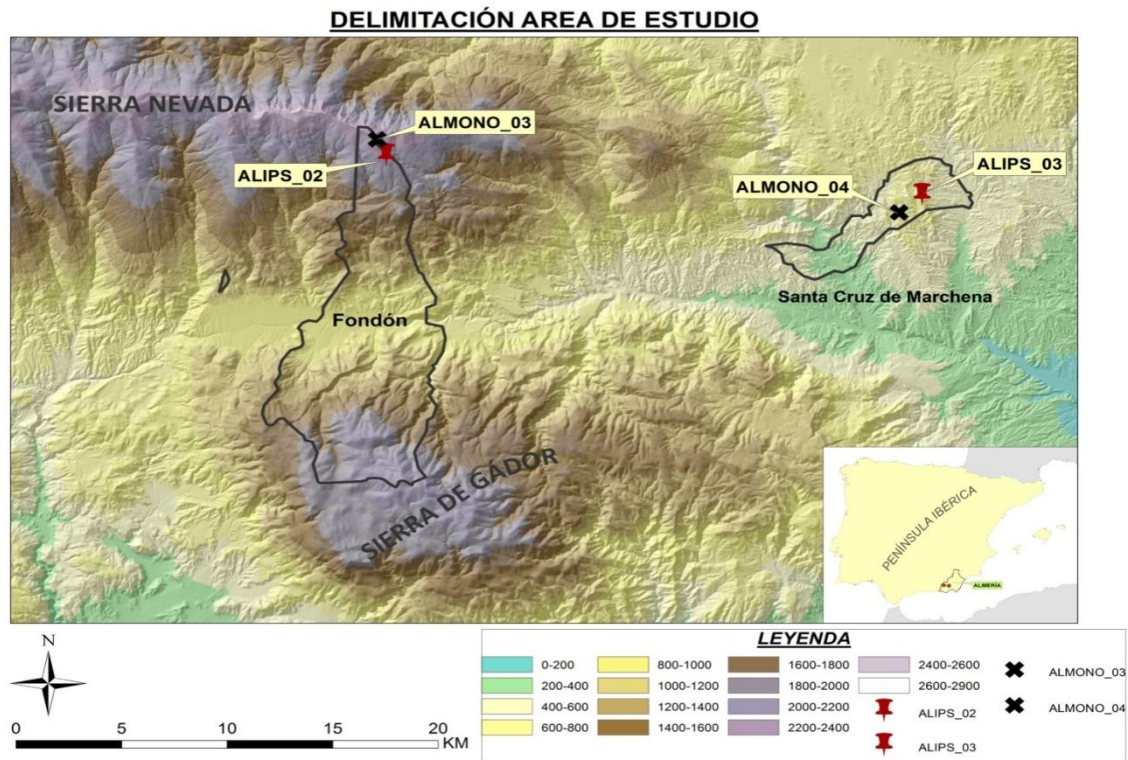 DELIMITACIÓN AREA DE ESTUDIO
SIERRA NEVADA
ALMONO_03
ALIPS_02
ALIPS_03
ALMONO_04
Santa Cruz de Marchena
Fondón
SIERRA DE GÁDOR
PENÍNSULA IBÉRICA
ALMERÍA
N
0 5 10 15 20 KM
LEYENDA
0-200
200-400
400-600
600-800
800-1000
1000-1200
1200-1400
1400-1600
1600-1800
1800-2000
2000-2200
2200-2400
2400-2600
2600-2900
ALIPS_02
ALIPS_03
ALMONO_03
ALMONO_04